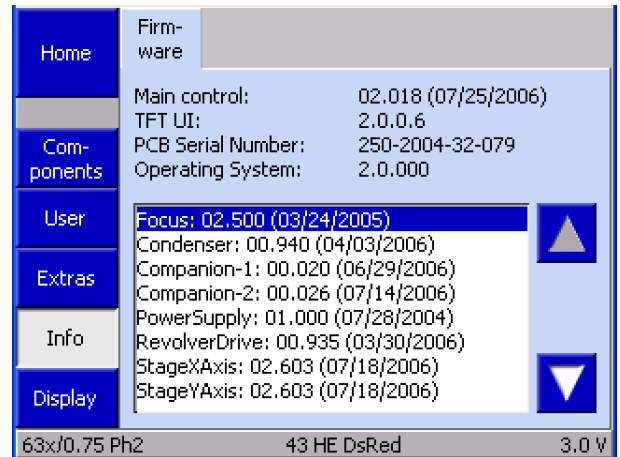 Home
Com-
ponents
User
Extras
Info
Display
Firm-
ware
Main control: 02.018 (07/25/2006)
TFT UI: 2.0.0.6
PCB Serial Number: 250-2004-32-079
Operating System: 2.0.000
Focus: 02.500 (03/24/2005)
Condenser: 00.940 (04/03/2006)
Companion-1: 00.020 (06/29/2006)
Companion-2: 00.026 (07/14/2006)
PowerSupply: 01.000 (07/28/2004)
RevolverDrive: 00.935 (03/30/2006)
StageXAxis: 02.603 (07/18/2006)
StageYAxis: 02.603 (07/18/2006)
63x/0.75 Ph2 43 HE DsRed 3.0 V